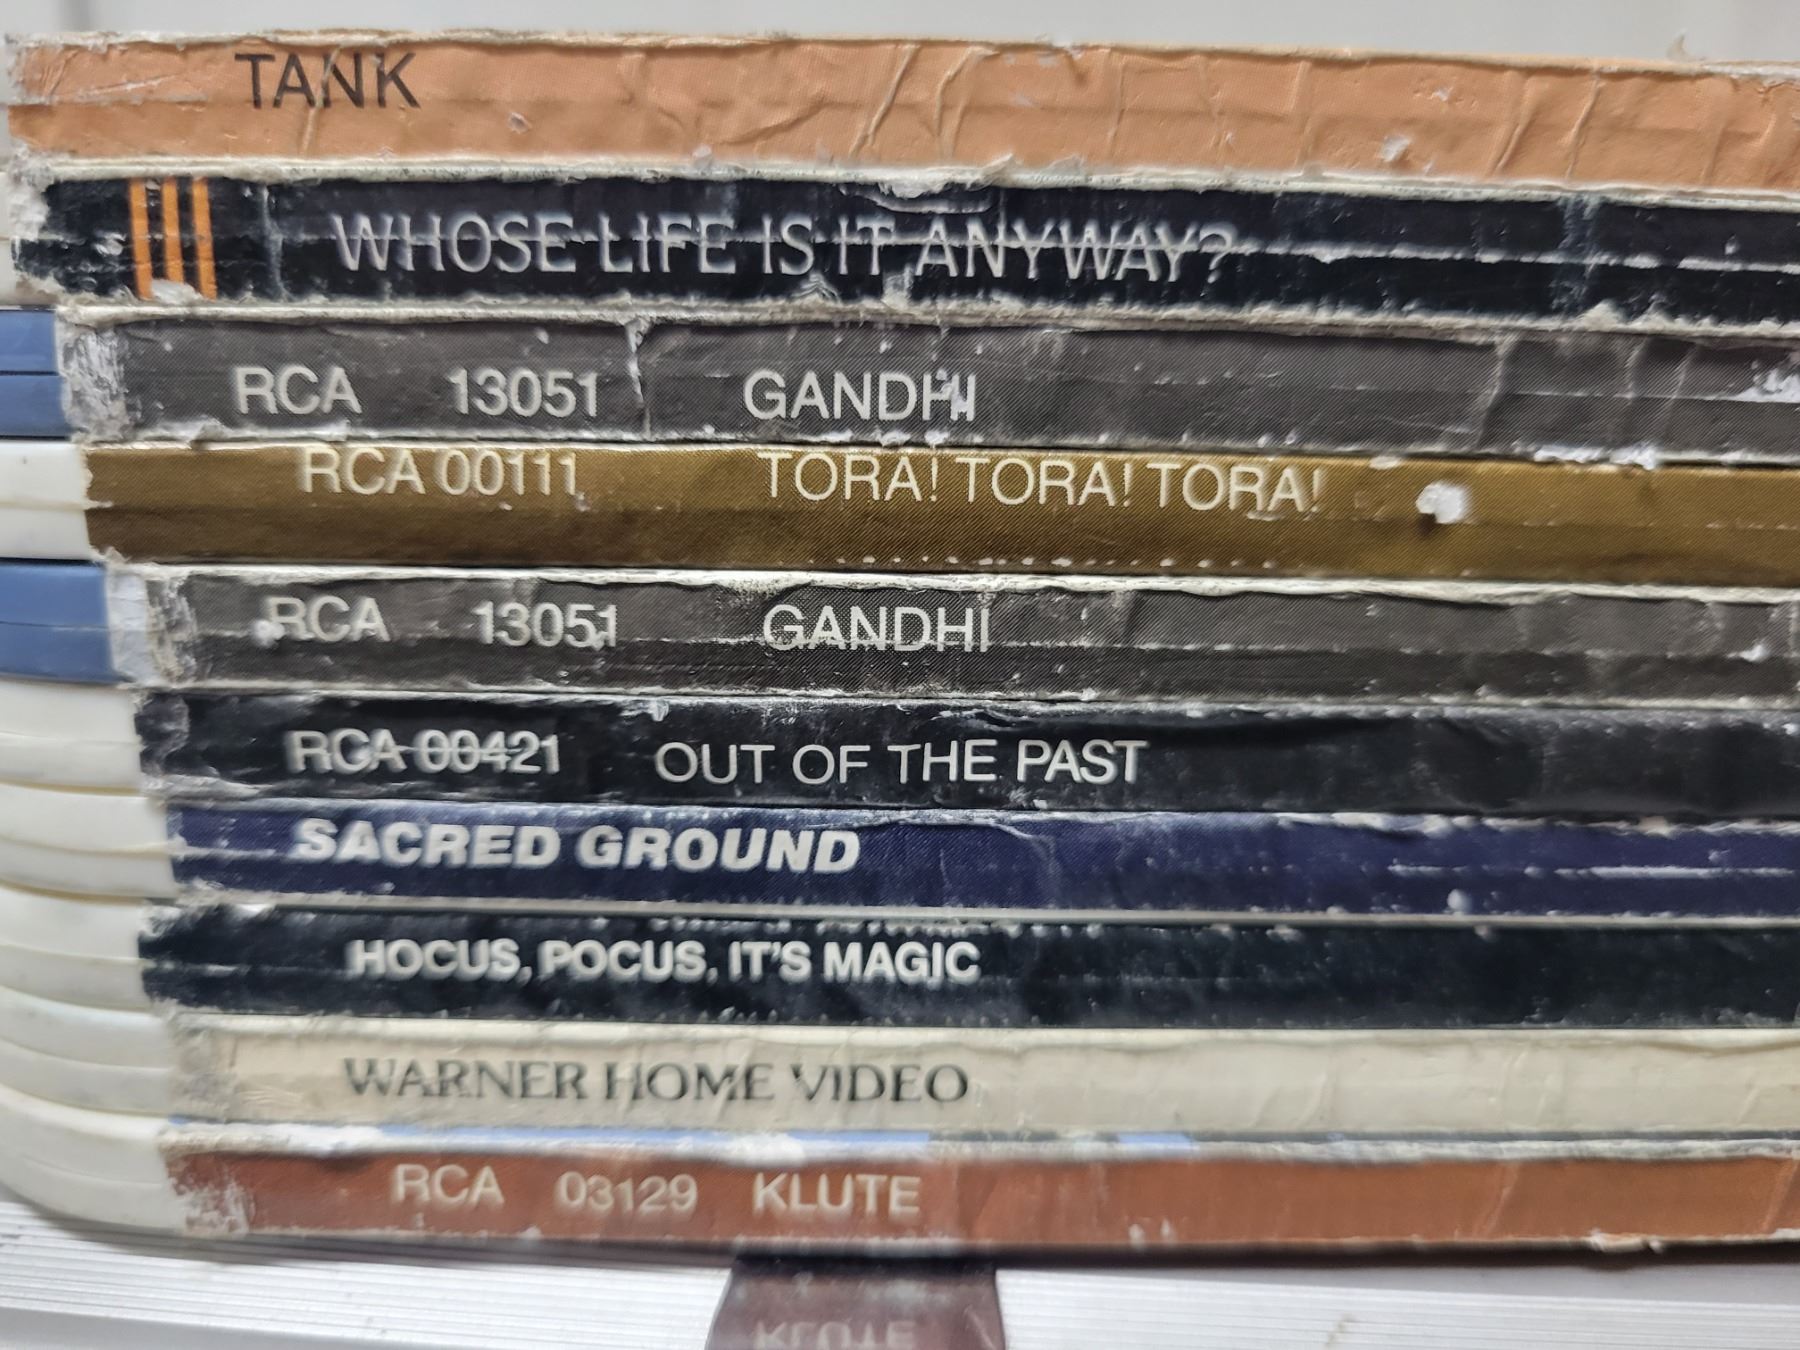 TANK
WHOSE LIFE IS IT ANYWAY?
RCA 13051 GANDHI
RCA 00111 TORA! TORA! TORA!
RCA 13051 GANDHI
RCA 00421 OUT OF THE PAST
SACRED GROUND
HOCUS, POCUS, IT'S MAGIC
WARNER HOME VIDEO
RCA 03129 KLUTE
KLUTE